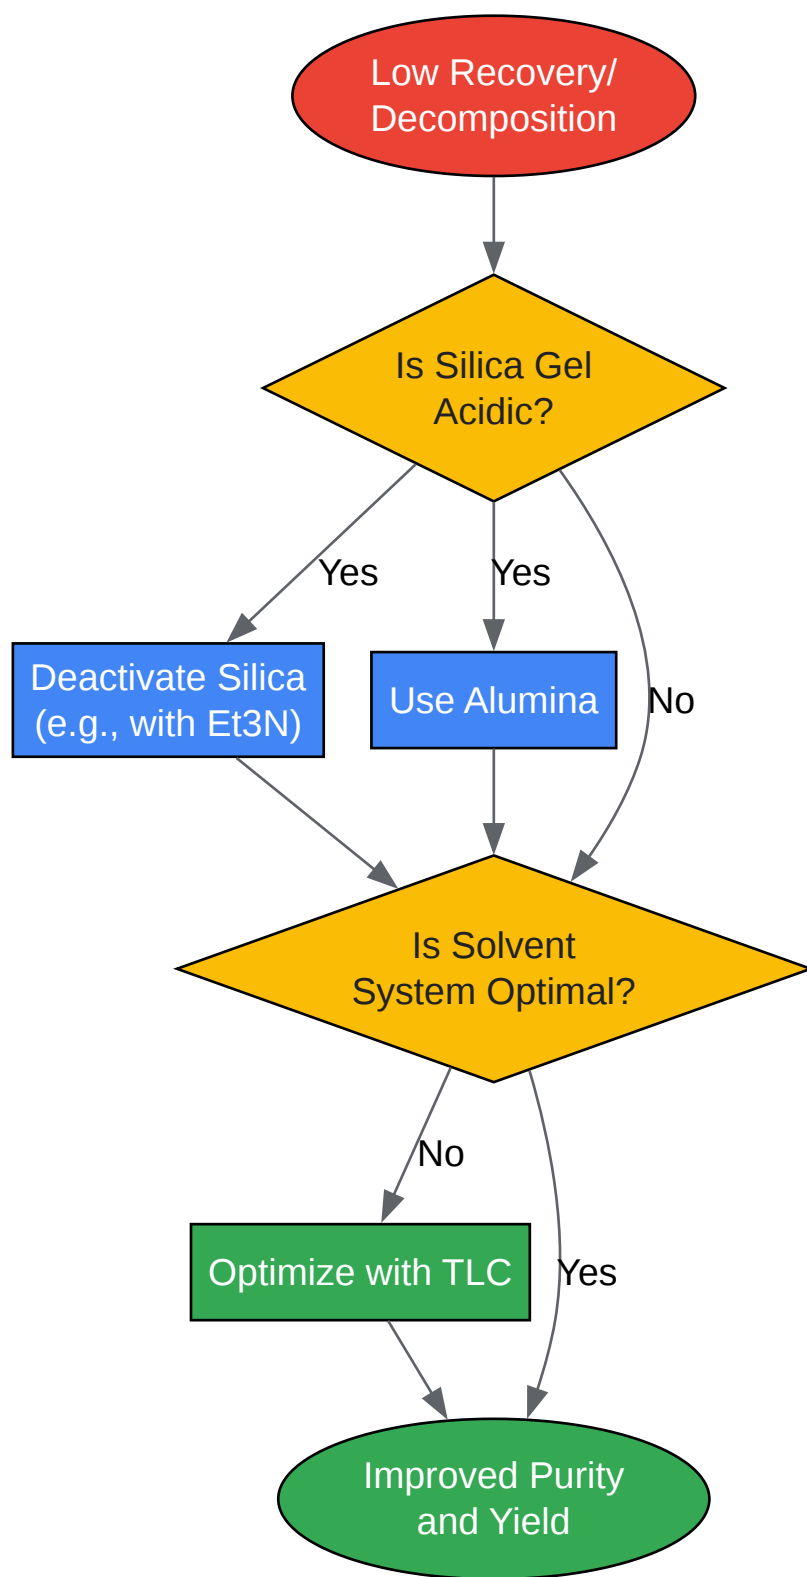 Low Recovery/
Decomposition
Is Silica Gel
Acidic?
Yes
Yes
Deactivate Silica
(e.g., with Et3N)
Use Alumina
No
Is Solvent
System Optimal?
No
Optimize with TLC
Yes
Improved Purity
and Yield